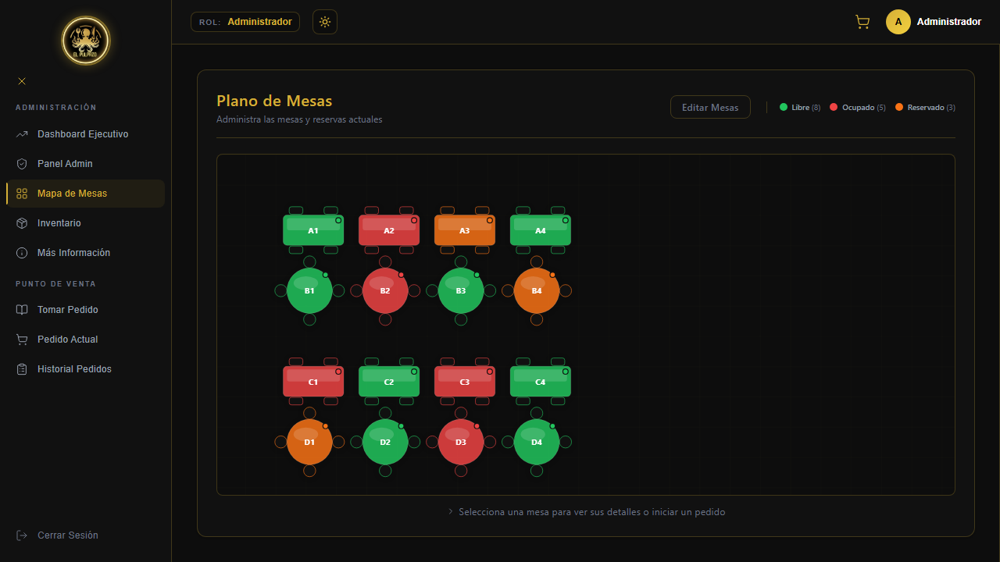 EL PULPAZO
ADMINISTRACIÓN
Dashboard Ejecutivo
Panel Admin
Mapa de Mesas
Inventario
Más Información
PUNTO DE VENTA
Tomar Pedido
Pedido Actual
Historial Pedidos
Cerrar Sesión
ROL: Administrador
A Administrador
Plano de Mesas
Administra las mesas y reservas actuales
Editar Mesas
Libre (8) Ocupado (5) Reservado (3)
A1 A2 A3 A4
B1 B2 B3 B4
C1 C2 C3 C4
D1 D2 D3 D4
Selecciona una mesa para ver sus detalles o iniciar un pedido